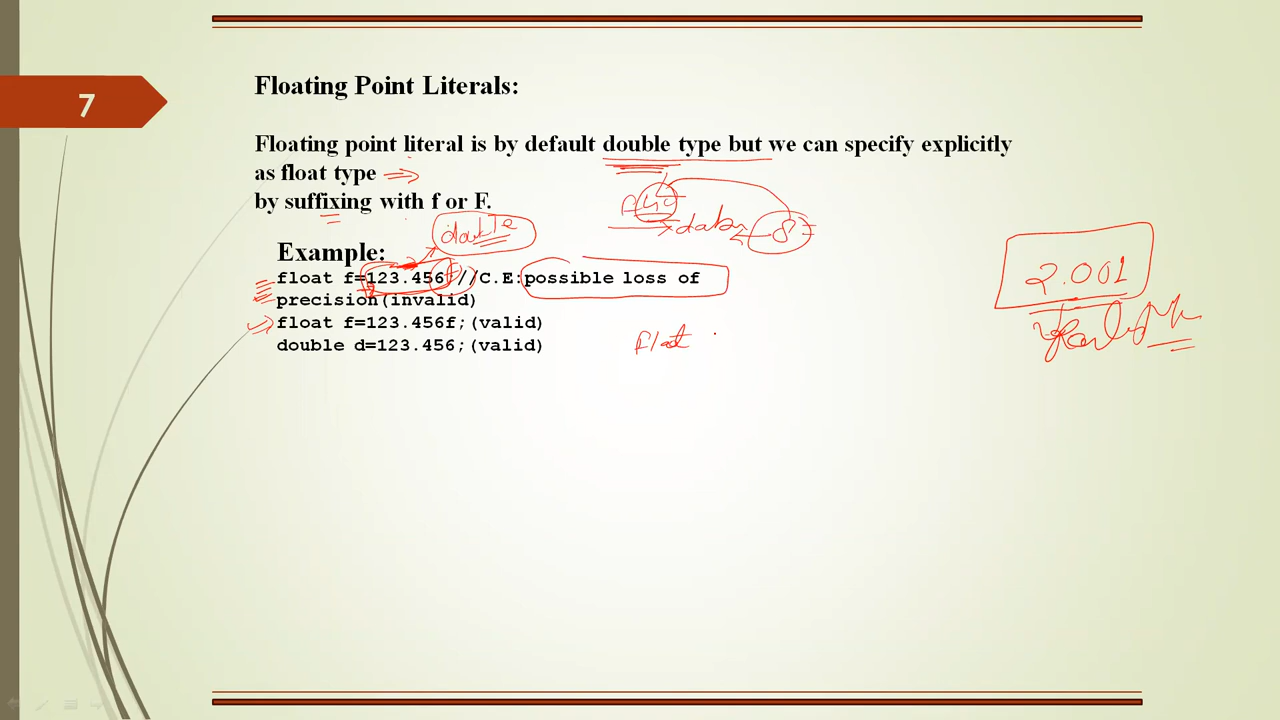 7
Floating Point Literals:
Floating point literal is by default double type but we can specify explicitly
as float type
by suffixing with f or F.
double
Example:
float f=123.456 //C.E:possible loss of
precision(invalid)
float f=123.456f;(valid)
double d=123.456;(valid)
float
8
2.001